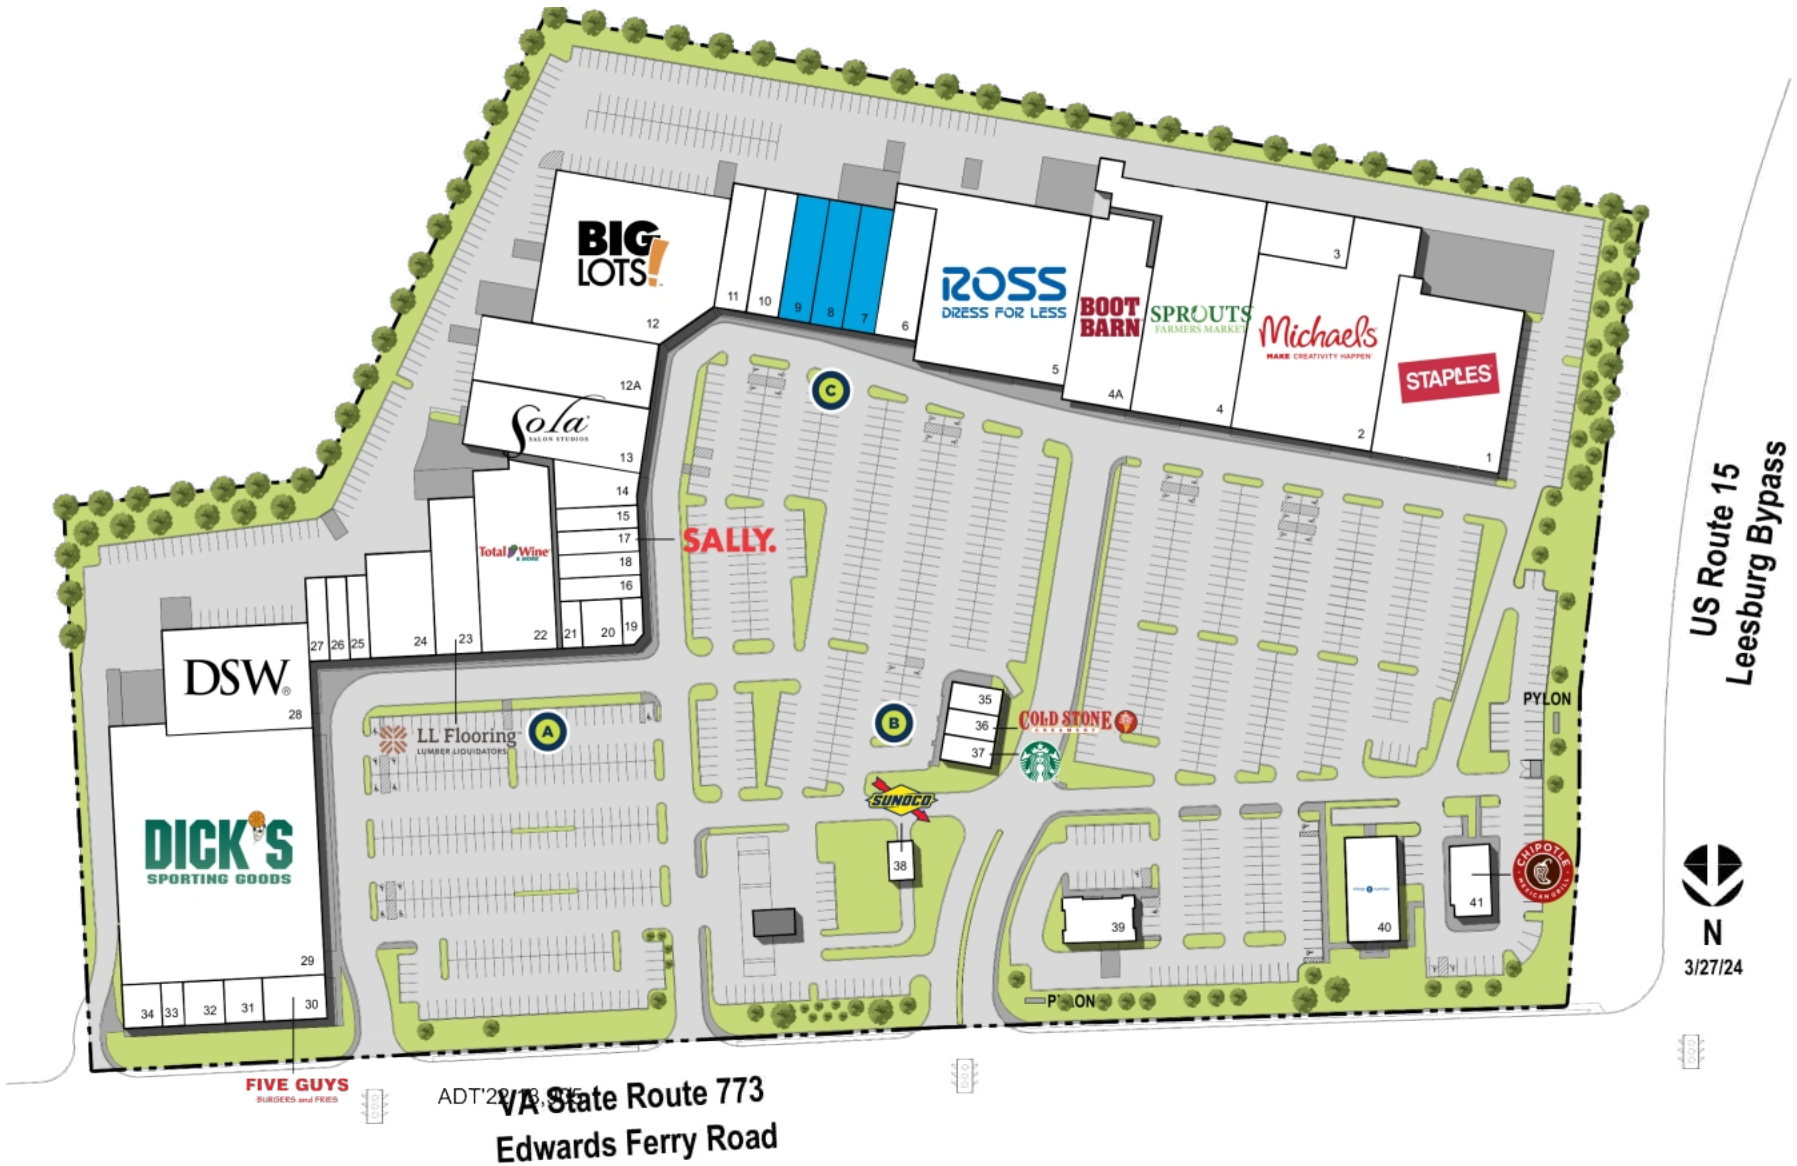 BIG
LOTS!
12
11
10
9
8
7
6
ROSS
DRESS FOR LESS
5
BOOT
BARN
4A
SPROUTS
FARMERS MARKET
4
3
Michaels
MAKE CREATIVITY HAPPEN
2
STAPLES
1
12A
Sola
SALON STUDIOS
13
14
15
17
SALLY.
18
16
21
20
19
Total Wine
& MORE
22
23
24
25
26
27
C
DSW®
28
LL Flooring
LUMBER LIQUIDATORS
A
B
35
36
COLD STONE
CREAMERY
37
SUNOCO
38
DICK'S
SPORTING GOODS
29
34
33
32
31
30
FIVE GUYS
BURGERS and FRIES
39
40
41
CHIPOTLE
MEXICAN GRILL
PYLON
PYLON
US Route 15
Leesburg Bypass
N
3/27/24
VA State Route 773
Edwards Ferry Road